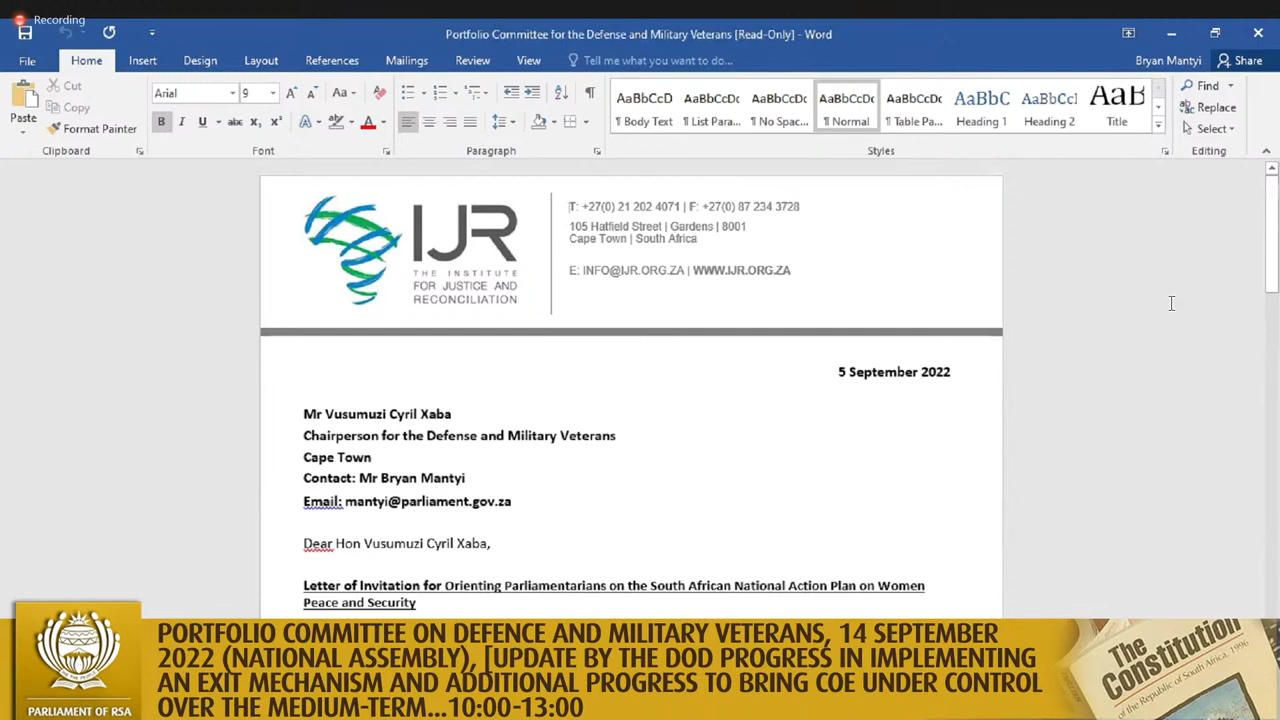 Recording
Portfolio Committee for the Defense and Military Veterans [Read-Only] - Word
File Home Insert Design Layout References Mailings Review View Tell me what you want to do... Bryan Mantyi Share
Paste
Cut
Copy
Format Painter
Clipboard
Arial 9
Font
Paragraph
AaBbCcD ¶ Body Text
AaBbCcDc ¶ List Para...
AaBbCcDc ¶ No Spac...
AaBbCcDc ¶ Normal
AaBbCcDc ¶ Table Pa...
AaBbC Heading 1
AaBbCcI Heading 2
AaB Title
Styles
Find
Replace
Select
Editing
IJR
THE INSTITUTE
FOR JUSTICE AND
RECONCILIATION
T: +27(0) 21 202 4071 | F: +27(0) 87 234 3728
105 Hatfield Street | Gardens | 8001
Cape Town | South Africa
E: INFO@IJR.ORG.ZA | WWW.IJR.ORG.ZA
5 September 2022
Mr Vusumuzi Cyril Xaba
Chairperson for the Defense and Military Veterans
Cape Town
Contact: Mr Bryan Mantyi
Email: mantyi@parliament.gov.za
Dear Hon Vusumuzi Cyril Xaba,
Letter of Invitation for Orienting Parliamentarians on the South African National Action Plan on Women
Peace and Security
PARLIAMENT OF RSA
PORTFOLIO COMMITTEE ON DEFENCE AND MILITARY VETERANS, 14 SEPTEMBER
2022 (NATIONAL ASSEMBLY), [UPDATE BY THE DOD PROGRESS IN IMPLEMENTING
AN EXIT MECHANISM AND ADDITIONAL PROGRESS TO BRING COE UNDER CONTROL
OVER THE MEDIUM-TERM...10:00-13:00
The
Constitution
of the Republic of South Africa, 1996